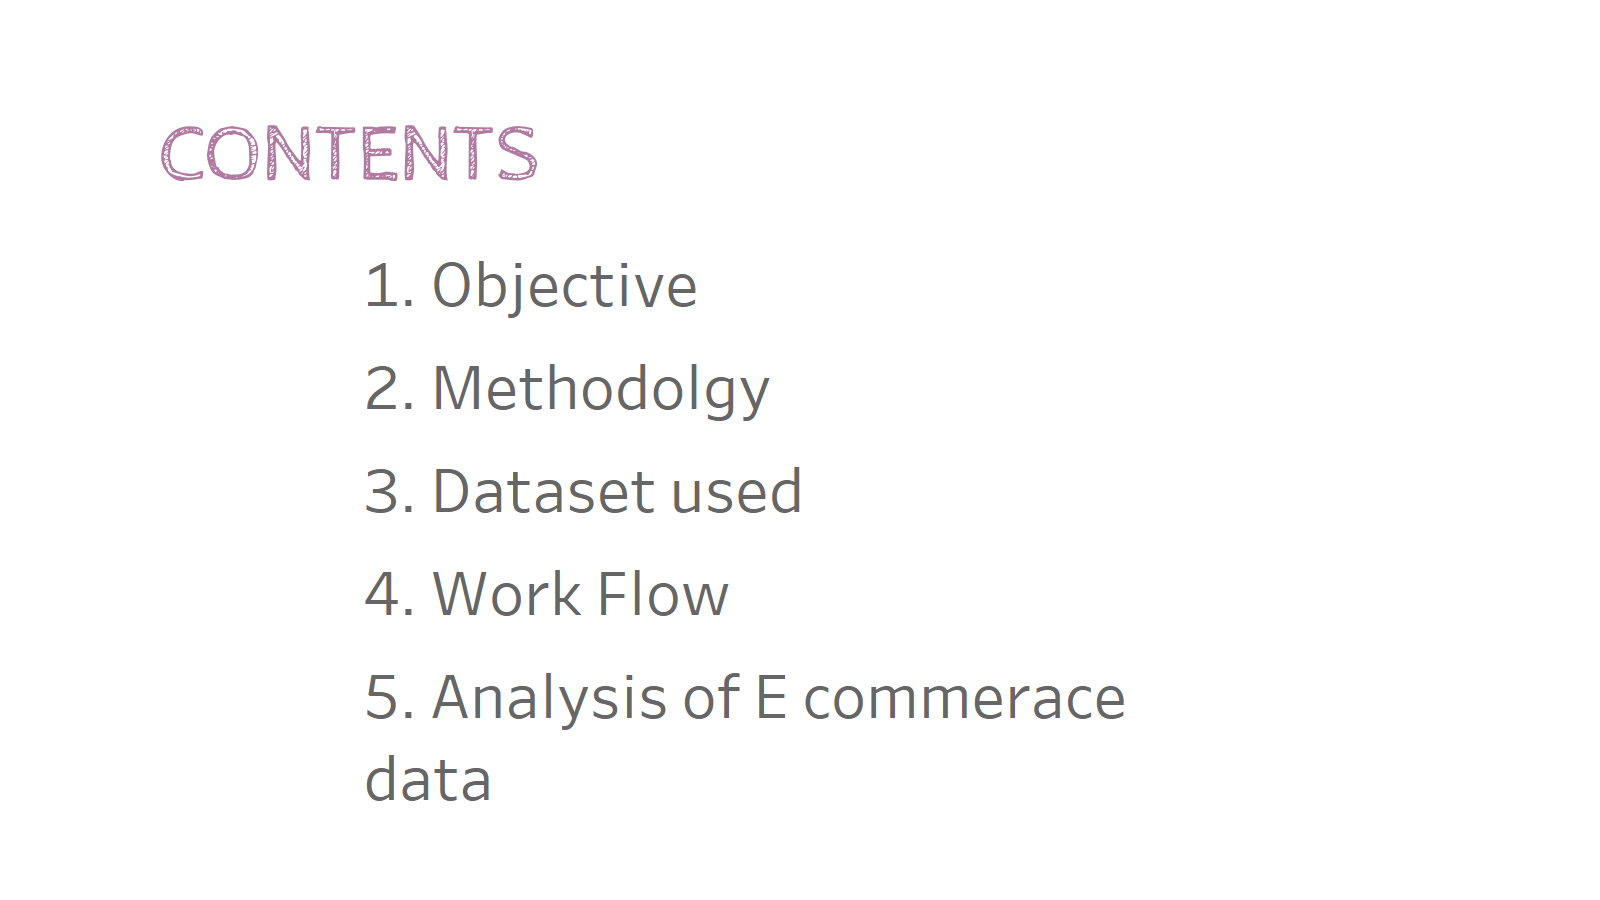 CONTENTS
1. Objective
2. Methodolgy
3. Dataset used
4. Work Flow
5. Analysis of E commerace
data